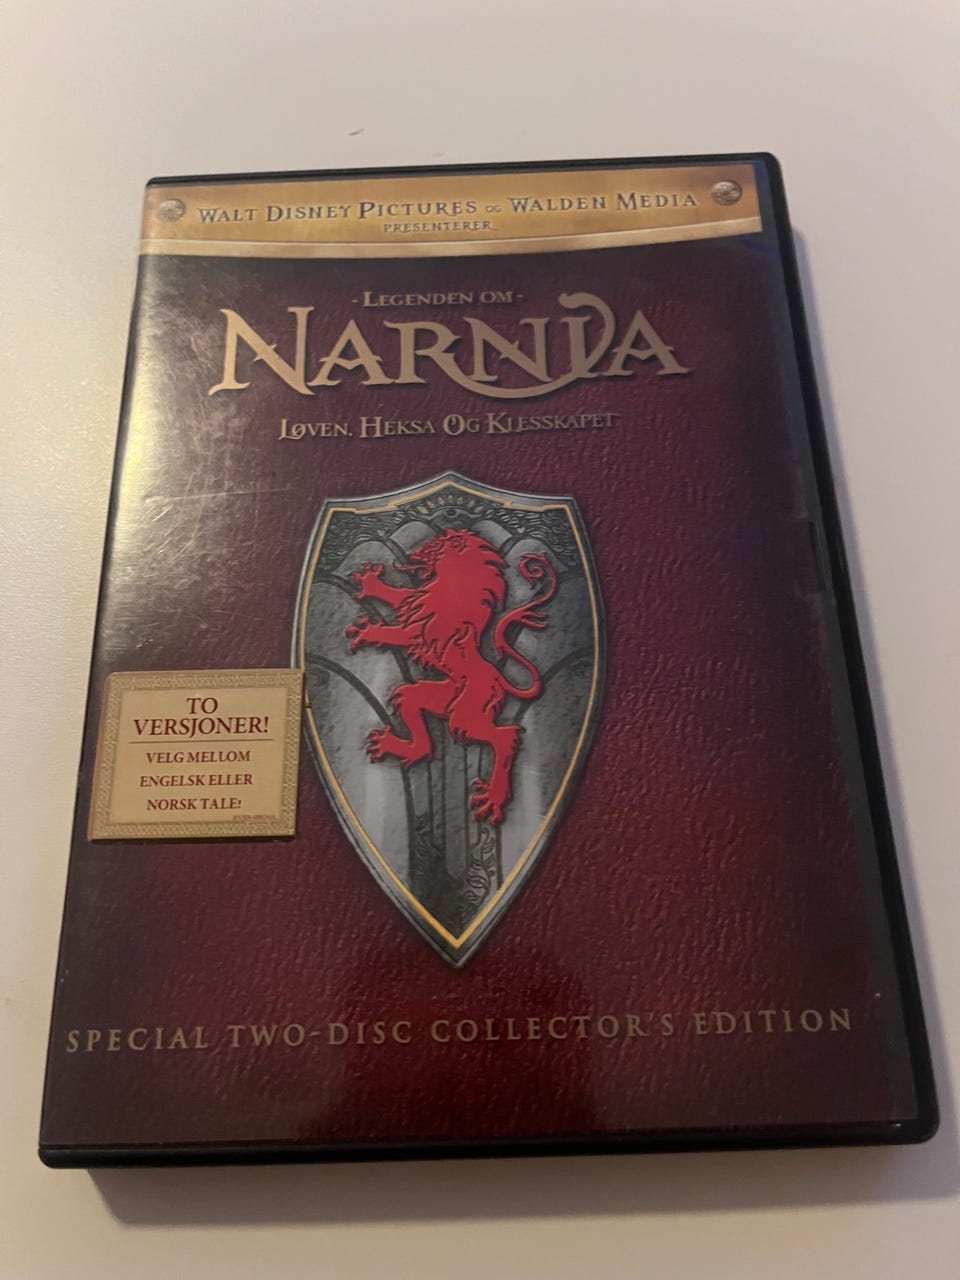 WALT DISNEY PICTURES OG WALDEN MEDIA
PRESENTERER
- LEGENDEN OM -
NARNIA
LØVEN, HEKSA OG KLESSKAPET
TO
VERSJONER!
VELG MELLOM
ENGELSK ELLER
NORSK TALE!
SPECIAL TWO-DISC COLLECTOR'S EDITION